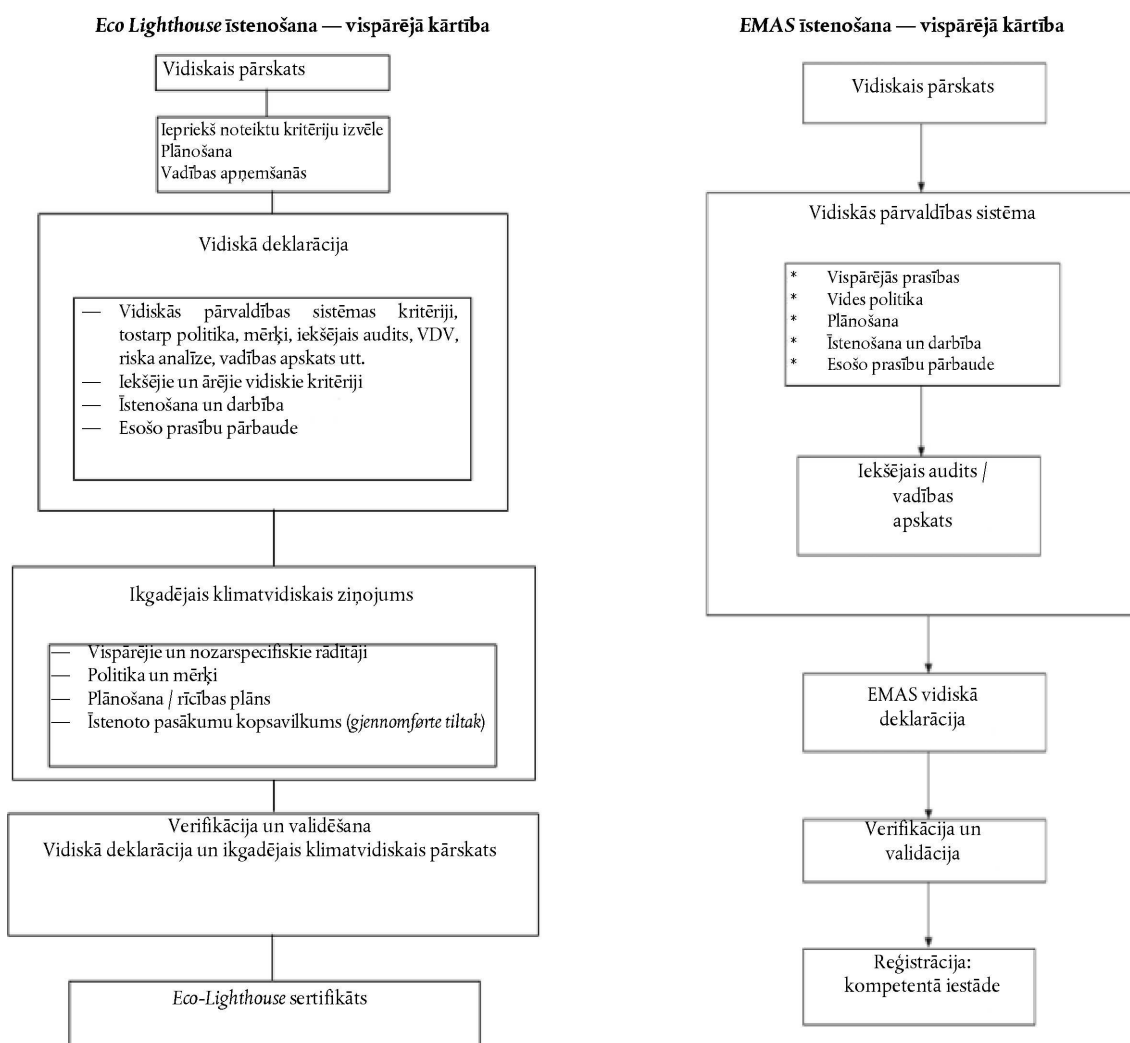 Eco Lighthouse īstenošana — vispārējā kārtība
Vidiskais pārskats
Iepriekš noteiktu kritēriju izvēle
Plānošana
Vadības apņemšanās
Vidiskā deklarācija
— Vidiskās pārvaldības sistēmas kritēriji,
tostarp politika, mērķi, iekšējais audits, VDV,
riska analīze, vadības apskats utt.
— Iekšējie un ārējie vidiskie kritēriji
— Īstenošana un darbība
— Esošo prasību pārbaude
Ikgadējais klimatvidiskais ziņojums
— Vispārējie un nozarspecifiskie rādītāji
— Politika un mērķi
— Plānošana / rīcības plāns
— Īstenoto pasākumu kopsavilkums (gjennomførte tiltak)
Verifikācija un validēšana
Vidiskā deklarācija un ikgadējais klimatvidiskais pārskats
Eco-Lighthouse sertifikāts
EMAS īstenošana — vispārējā kārtība
Vidiskais pārskats
Vidiskās pārvaldības sistēma
* Vispārējās prasības
* Vides politika
* Plānošana
* Īstenošana un darbība
* Esošo prasību pārbaude
Iekšējais audits /
vadības
apskats
EMAS vidiskā
deklarācija
Verifikācija un
validācija
Reģistrācija:
kompetentā iestāde